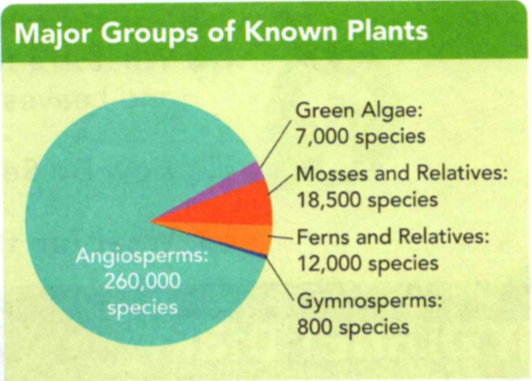 Major Groups of Known Plants
Green Algae:
7,000 species
Mosses and Relatives:
18,500 species
Ferns and Relatives:
12,000 species
Gymnosperms:
800 species
Angiosperms:
260,000
species